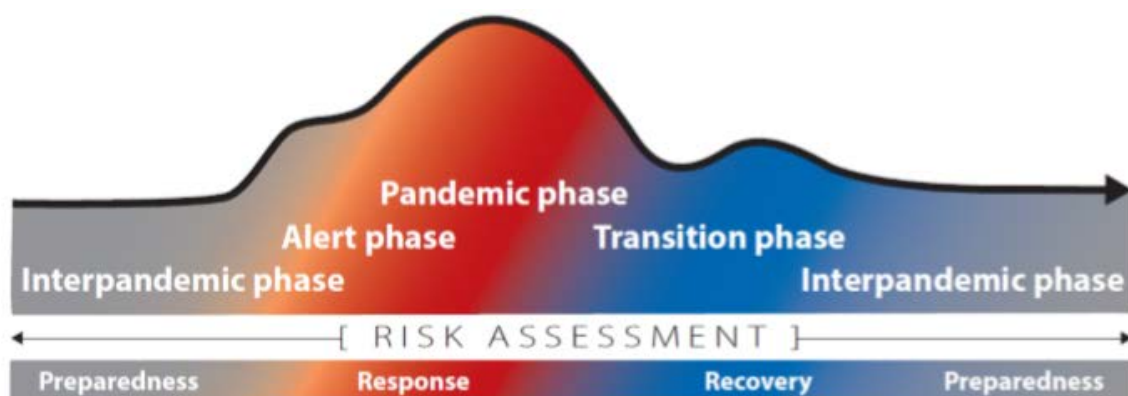 Pandemic phase
Alert phase Transition phase
Interpandemic phase Interpandemic phase
[ RISK ASSESSMENT ]
Preparedness Response Recovery Preparedness